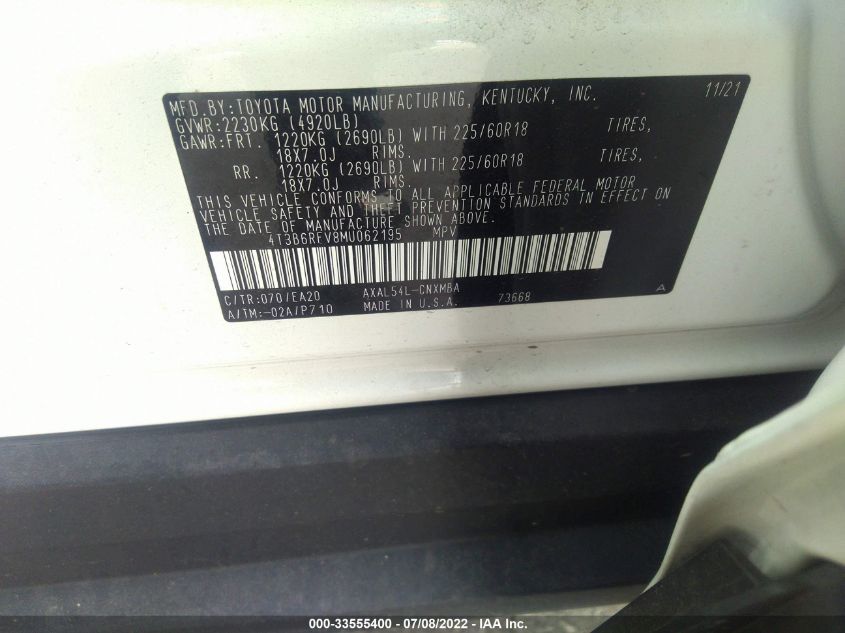 MFD.BY:TOYOTA MOTOR MANUFACTURING, KENTUCKY, INC. 11/21
GVWR:2230KG (4920LB)
GAWR:FRT. 1220KG (2690LB) WITH 225/60R18 TIRES,
18X7.0J RIMS.
RR. 1220KG (2690LB) WITH 225/60R18 TIRES,
18X7.0J RIMS.
THIS VEHICLE CONFORMS TO ALL APPLICABLE FEDERAL MOTOR
VEHICLE SAFETY AND THEFT PREVENTION STANDARDS IN EFFECT ON
THE DATE OF MANUFACTURE SHOWN ABOVE.
4T3B6RFV8MU062195 MPV
C/TR:070/EA20 AXAL54L-CNXMBA 73668 A
A/TM:-02A/P710 MADE IN U.S.A.
000-33555400 - 07/08/2022 - IAA Inc.